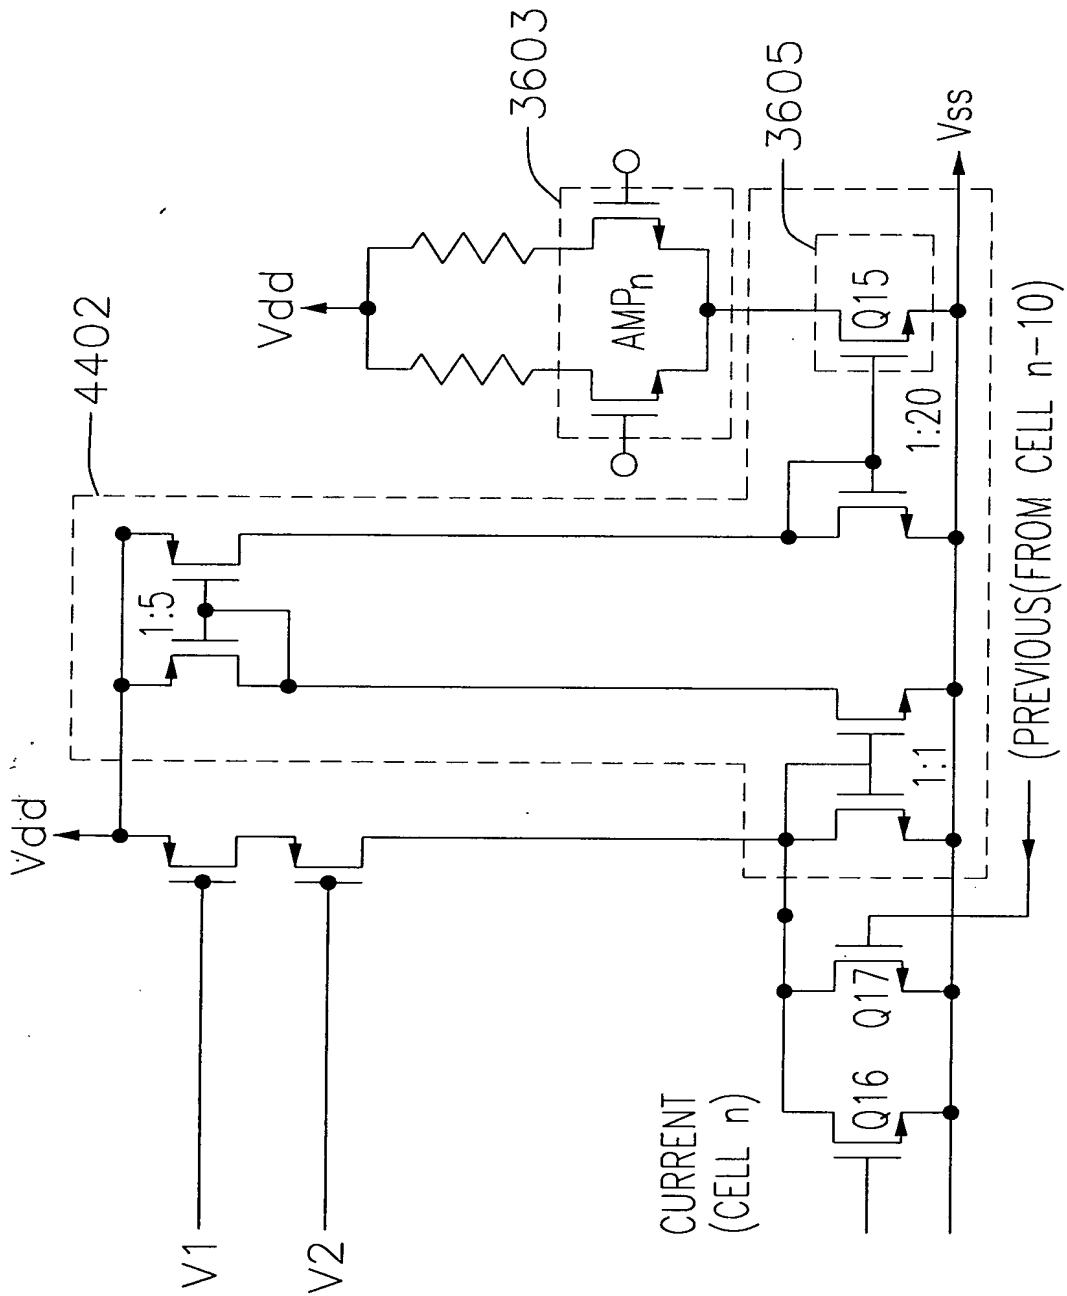 Vdd
4402
1:5
V1
Vdd
V2
3603
AMPn
CURRENT
(CELL n)
3605
Q16
Q17
Q15
1:1
1:20
Vss
(PREVIOUS(FROM CELL n-10)